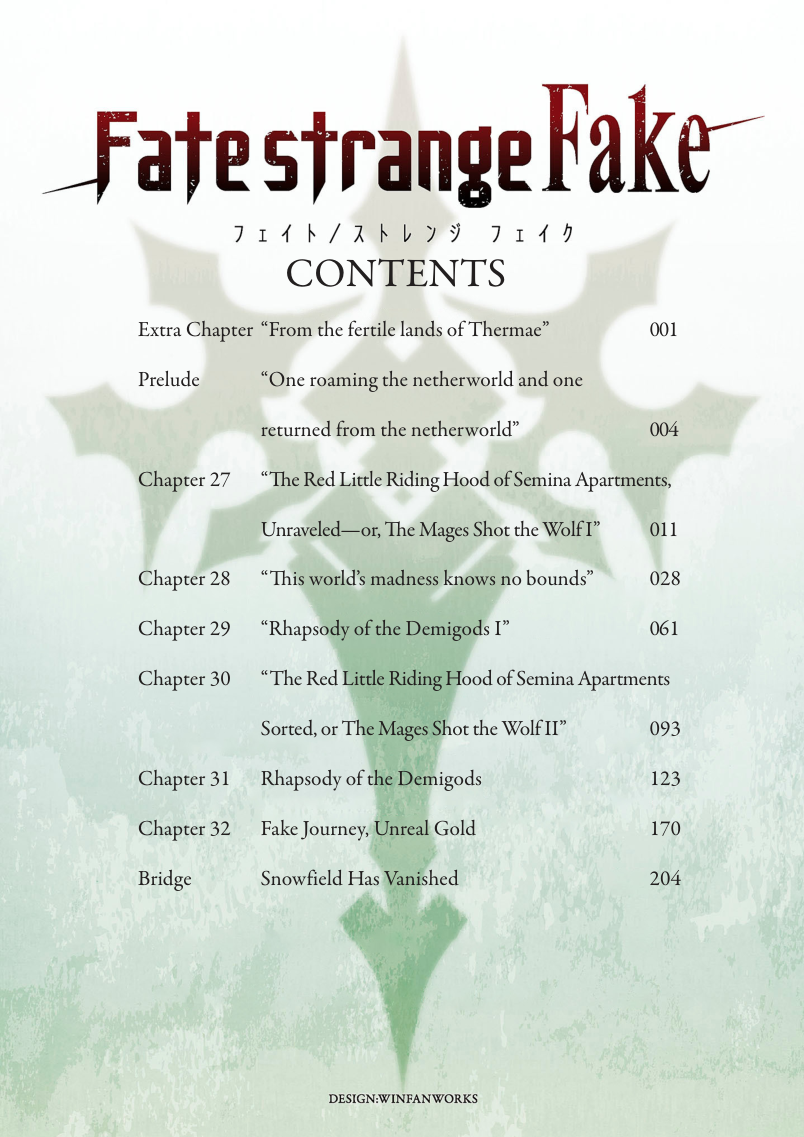 Fate strange Fake
フェイト/ストレンジ フェイク
CONTENTS
Extra Chapter “From the fertile lands of Thermae” 001
Prelude “One roaming the netherworld and one
returned from the netherworld” 004
Chapter 27 “The Red Little Riding Hood of Semina Apartments,
Unraveled—or, The Mages Shot the Wolf I” 011
Chapter 28 “This world’s madness knows no bounds” 028
Chapter 29 “Rhapsody of the Demigods I” 061
Chapter 30 “The Red Little Riding Hood of Semina Apartments
Sorted, or The Mages Shot the Wolf II” 093
Chapter 31 Rhapsody of the Demigods 123
Chapter 32 Fake Journey, Unreal Gold 170
Bridge Snowfield Has Vanished 204
DESIGN:WINFANWORKS